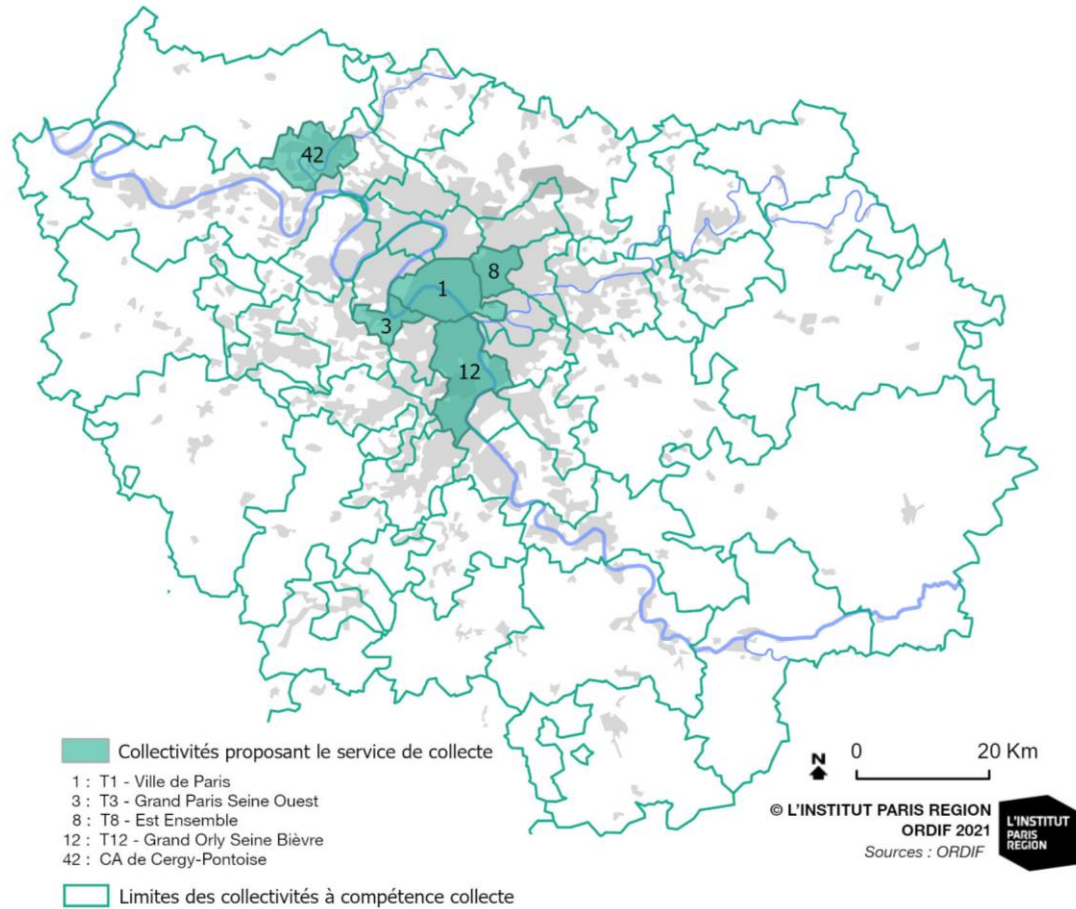 42
8
1
3
12
Collectivités proposant le service de collecte
1 : T1 - Ville de Paris
3 : T3 - Grand Paris Seine Ouest
8 : T8 - Est Ensemble
12 : T12 - Grand Orly Seine Bièvre
42 : CA de Cergy-Pontoise
Limites des collectivités à compétence collecte
N
0 20 Km
© L'INSTITUT PARIS REGION
ORDIF 2021
Sources : ORDIF
L'INSTITUT
PARIS
REGION